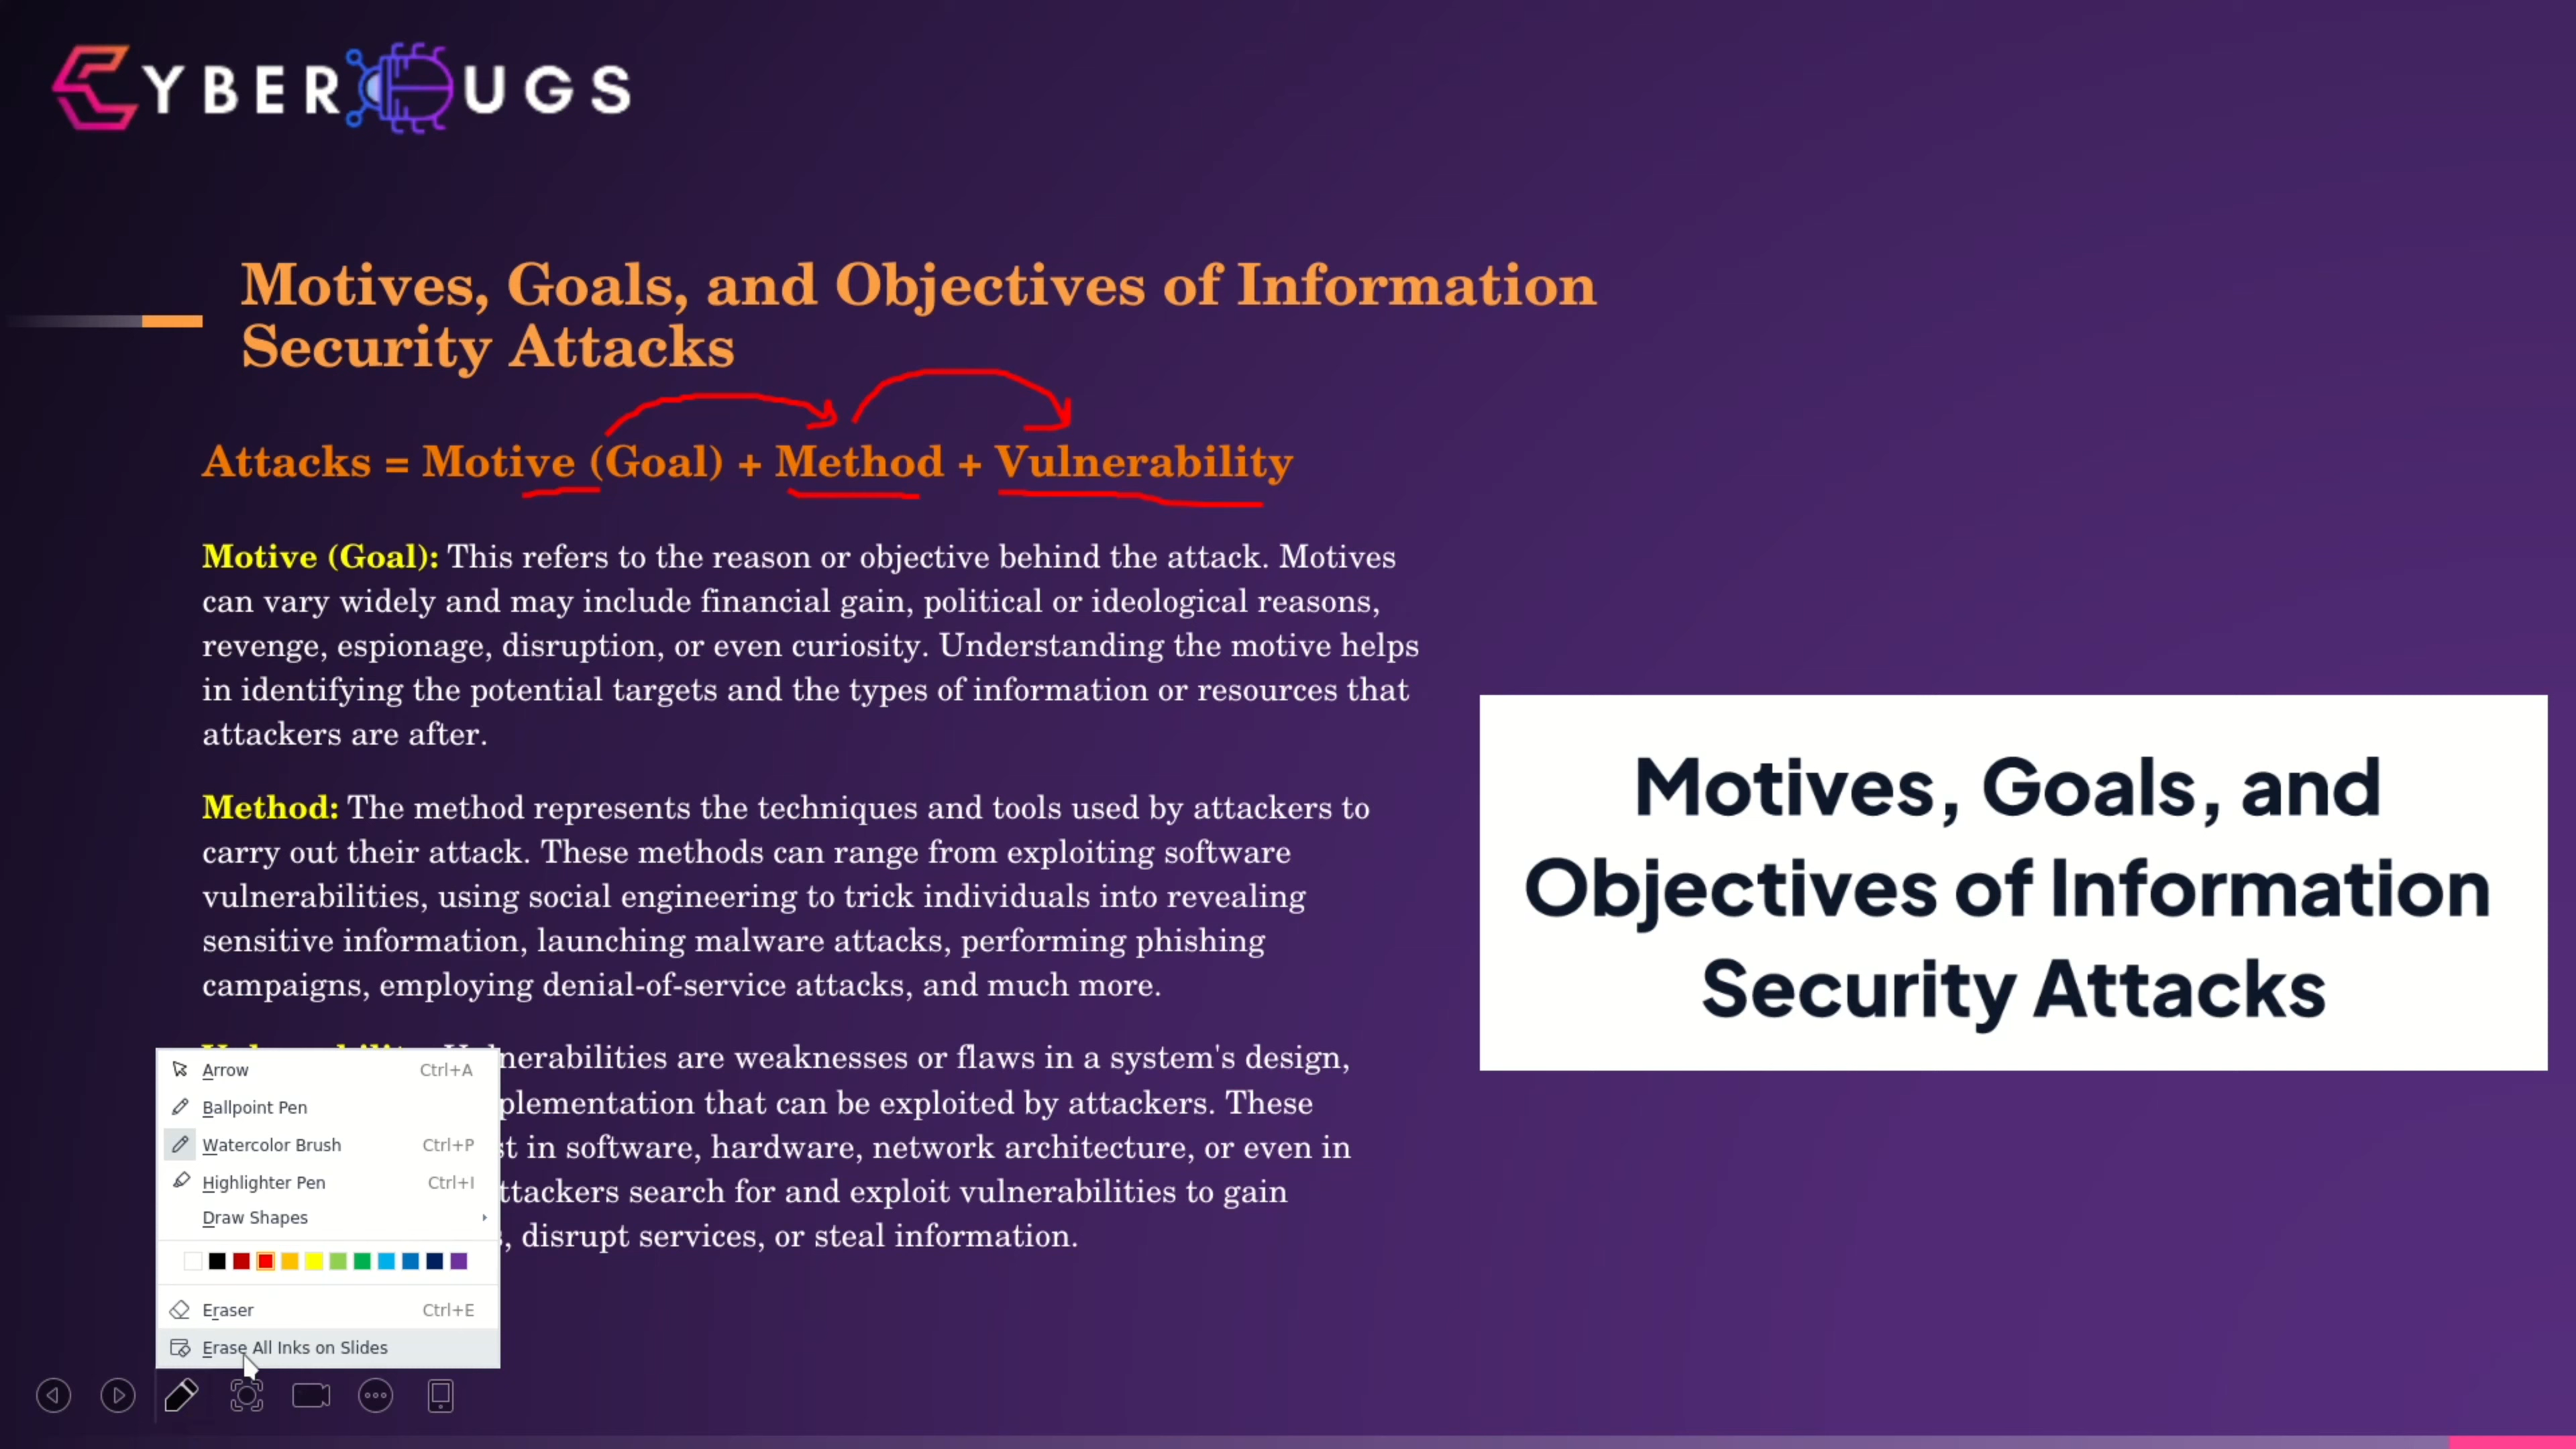 CYBERBUGS
Motives, Goals, and Objectives of Information
Security Attacks
Attacks = Motive (Goal) + Method + Vulnerability
Motive (Goal): This refers to the reason or objective behind the attack. Motives
can vary widely and may include financial gain, political or ideological reasons,
revenge, espionage, disruption, or even curiosity. Understanding the motive helps
in identifying the potential targets and the types of information or resources that
attackers are after.
Method: The method represents the techniques and tools used by attackers to
carry out their attack. These methods can range from exploiting software
vulnerabilities, using social engineering to trick individuals into revealing
sensitive information, launching malware attacks, performing phishing
campaigns, employing denial-of-service attacks, and much more.
nerabilities are weaknesses or flaws in a system's design,
plementation that can be exploited by attackers. These
t in software, hardware, network architecture, or even in
ttackers search for and exploit vulnerabilities to gain
, disrupt services, or steal information.
Arrow Ctrl+A
Ballpoint Pen
Watercolor Brush Ctrl+P
Highlighter Pen Ctrl+I
Draw Shapes
Eraser Ctrl+E
Erase All Inks on Slides
Motives, Goals, and
Objectives of Information
Security Attacks